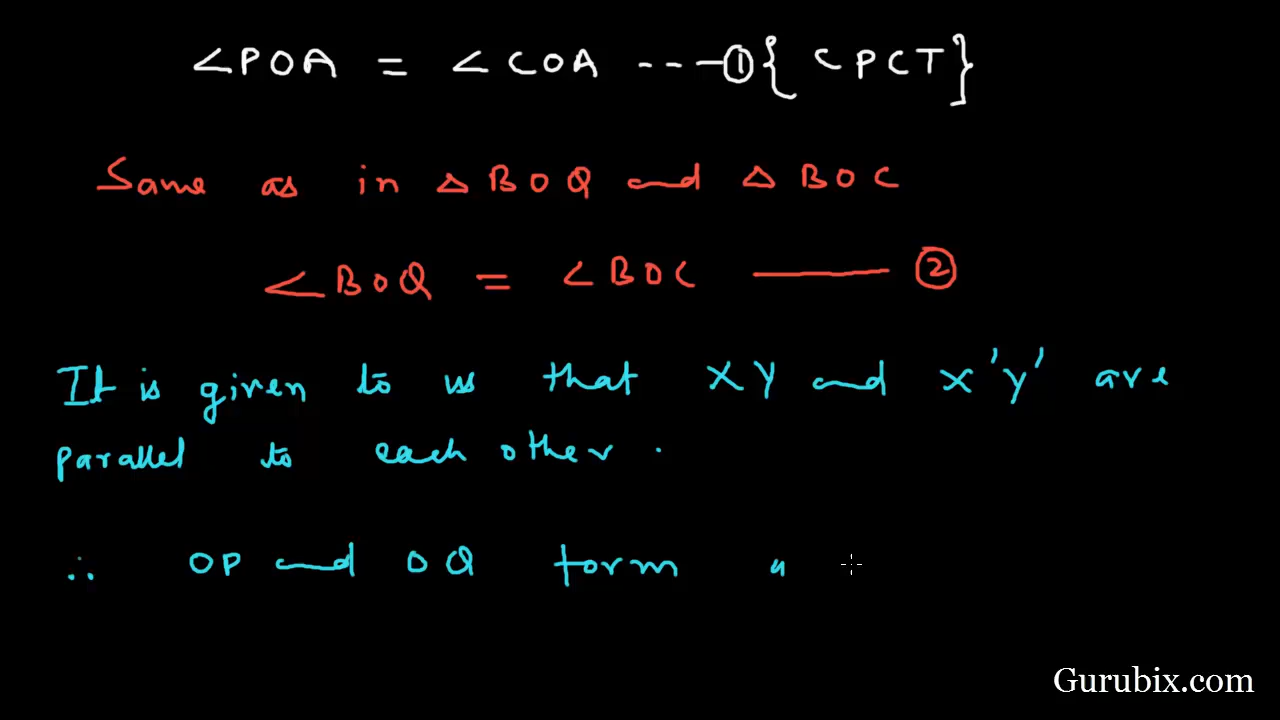 ∠POA = ∠COA ---① { CPCT }
Same as in △ BOQ and △ BOC
∠BOQ = ∠BOC —— ②
It is given to us that XY and X'Y' are
parallel to each other.
∴ OP and OQ form a
Gurubix.com